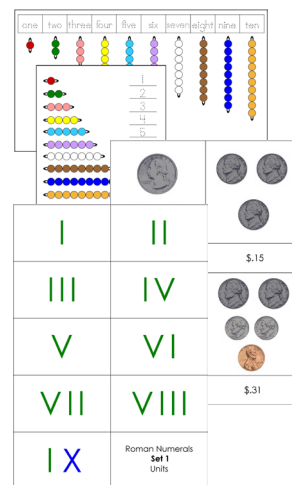 one two three four five six seven eight nine ten
1
2
3
4
5
$.15
I II
III IV
$.31
V VI
VII VIII
IX
Roman Numerals
Set 1
Units